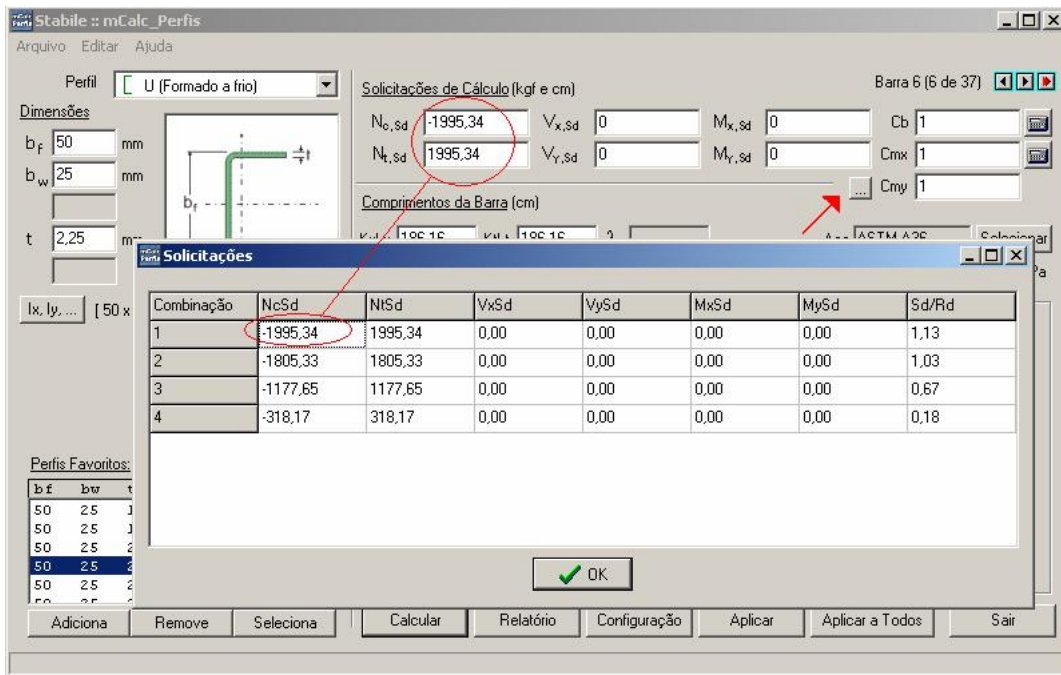 Stabile :: mCalc_Perfis
Arquivo Editar Ajuda
Perfil U (Formado a frio)
Solicitações de Cálculo (kgf e cm)
Barra 6 (6 de 37)
Dimensões
bf 50 mm
bw 25 mm
t 2,25
Nc,Sd -1995,34 Vx,Sd 0 Mx,Sd 0 Cb 1
Nt,Sd 1995,34 VY,Sd 0 MY,Sd 0 Cmx 1
... Cmy 1
bf t
Comprimentos da Barra (cm)
Ix, Iy, ... [ 50 x
Solicitações
Combinação NcSd NtSd VxSd VySd MxSd MySd Sd/Rd
1 -1995,34 1995,34 0,00 0,00 0,00 0,00 1,13
2 -1805,33 1805,33 0,00 0,00 0,00 0,00 1,03
3 -1177,65 1177,65 0,00 0,00 0,00 0,00 0,67
4 -318,17 318,17 0,00 0,00 0,00 0,00 0,18
OK
Perfis Favoritos:
bf bw t
50 25
50 25
50 25 2
50 25 2
50 25
Adiciona Remove Seleciona Calcular Relatório Configuração Aplicar Aplicar a Todos Sair